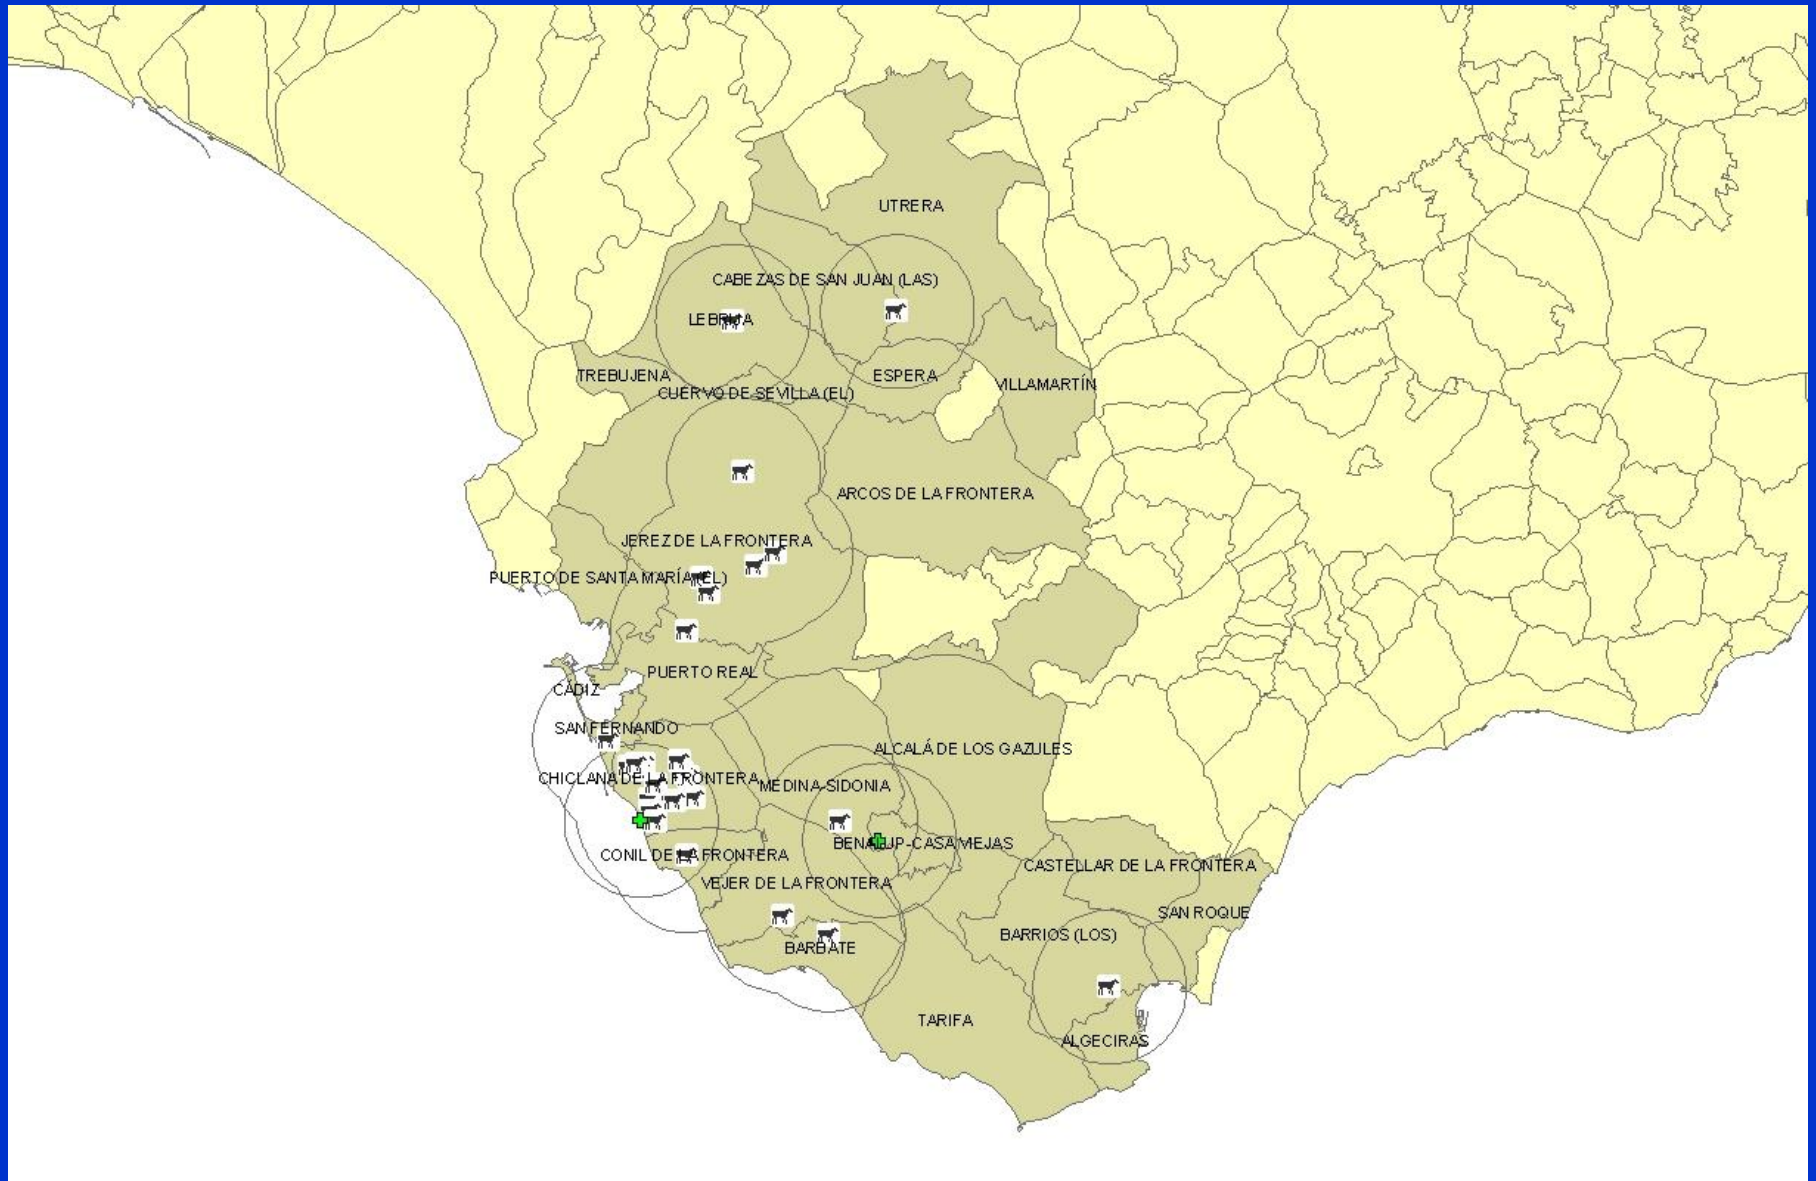 UTRERA
CABEZAS DE SAN JUAN (LAS)
LEBRIJA
TREBUJENA
ESPERA
VILLAMARTÍN
CUERVO DE SEVILLA (EL)
ARCOS DE LA FRONTERA
JEREZ DE LA FRONTERA
PUERTO DE SANTA MARÍA (EL)
PUERTO REAL
CÁDIZ
SAN FERNANDO
ALCALÁ DE LOS GAZULES
CHICLANA DE LA FRONTERA
MEDINA-SIDONIA
BENALUP-CASA VIEJAS
CONIL DE LA FRONTERA
CASTELLAR DE LA FRONTERA
VEJER DE LA FRONTERA
SAN ROQUE
BARRIOS (LOS)
BARBATE
TARIFA
ALGECIRAS